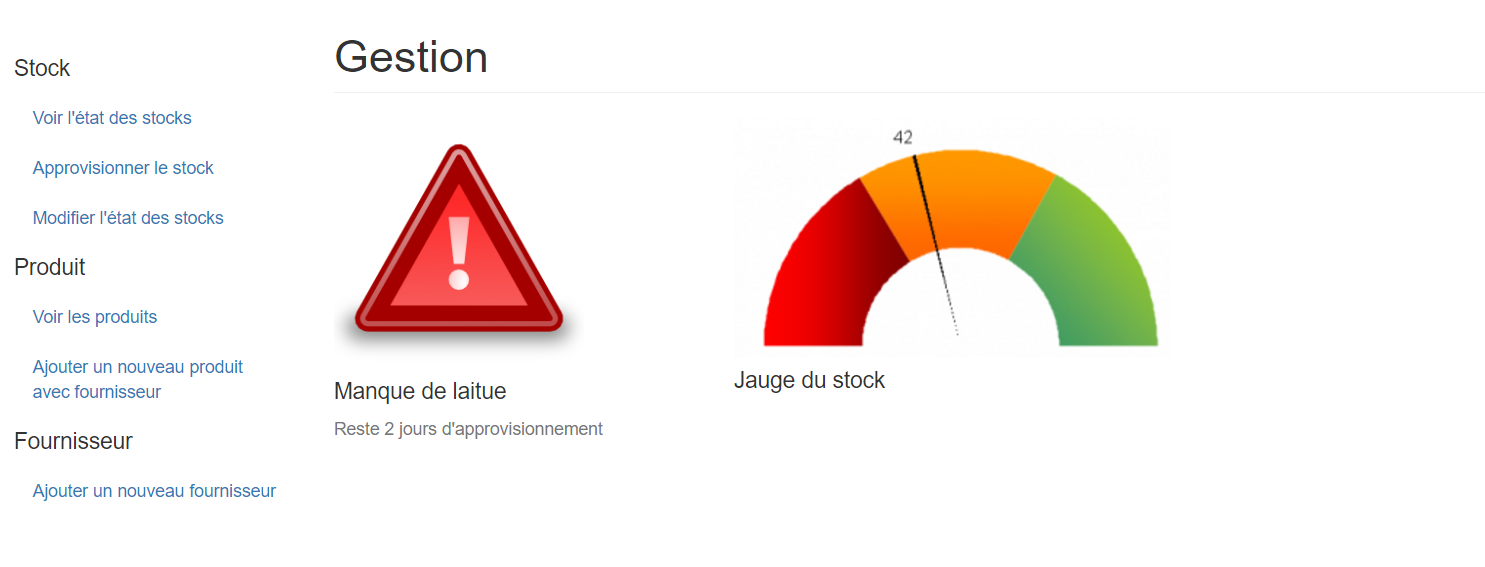 Stock
Voir l'état des stocks
Approvisionner le stock
Modifier l'état des stocks
Produit
Voir les produits
Ajouter un nouveau produit
avec fournisseur
Fournisseur
Ajouter un nouveau fournisseur
Gestion
!
Manque de laitue
Reste 2 jours d'approvisionnement
42
Jauge du stock